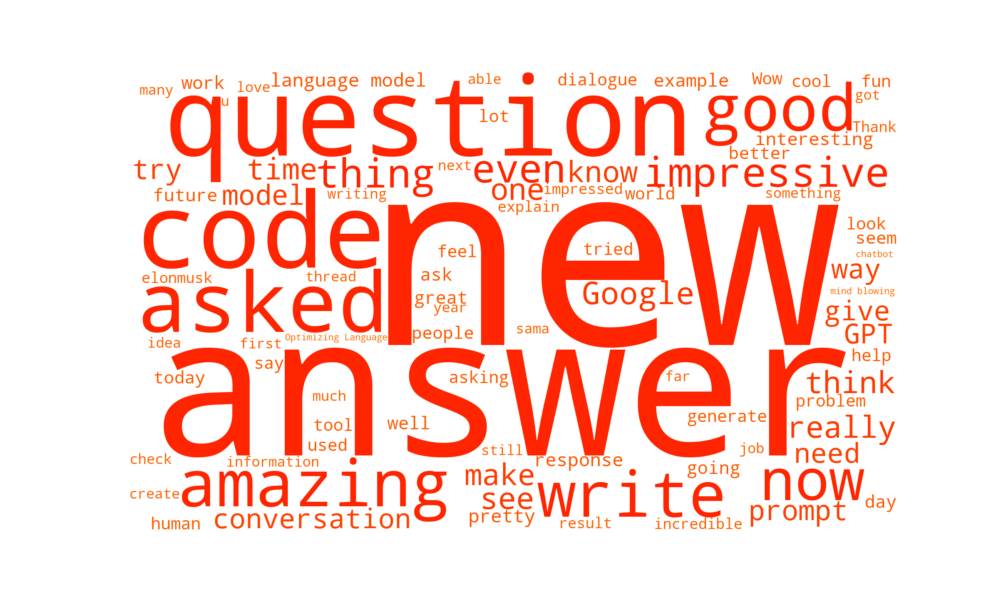 many work love language model able dialogue example Wow cool fun
u question lot good got
Thank
interesting
better
try time thing next even know impressive
future model writing one impressed world something
explain
code new look
seem
feel tried chatbot
elonmusk thread ask way
mind blowing
asked great Google
year give
people sama GPT
idea first Optimizing Language
say help
today answer asking far think
much problem
tool well generate really
used
check information still response job need
going
create amazing make write now
see day
human conversation pretty result incredible prompt